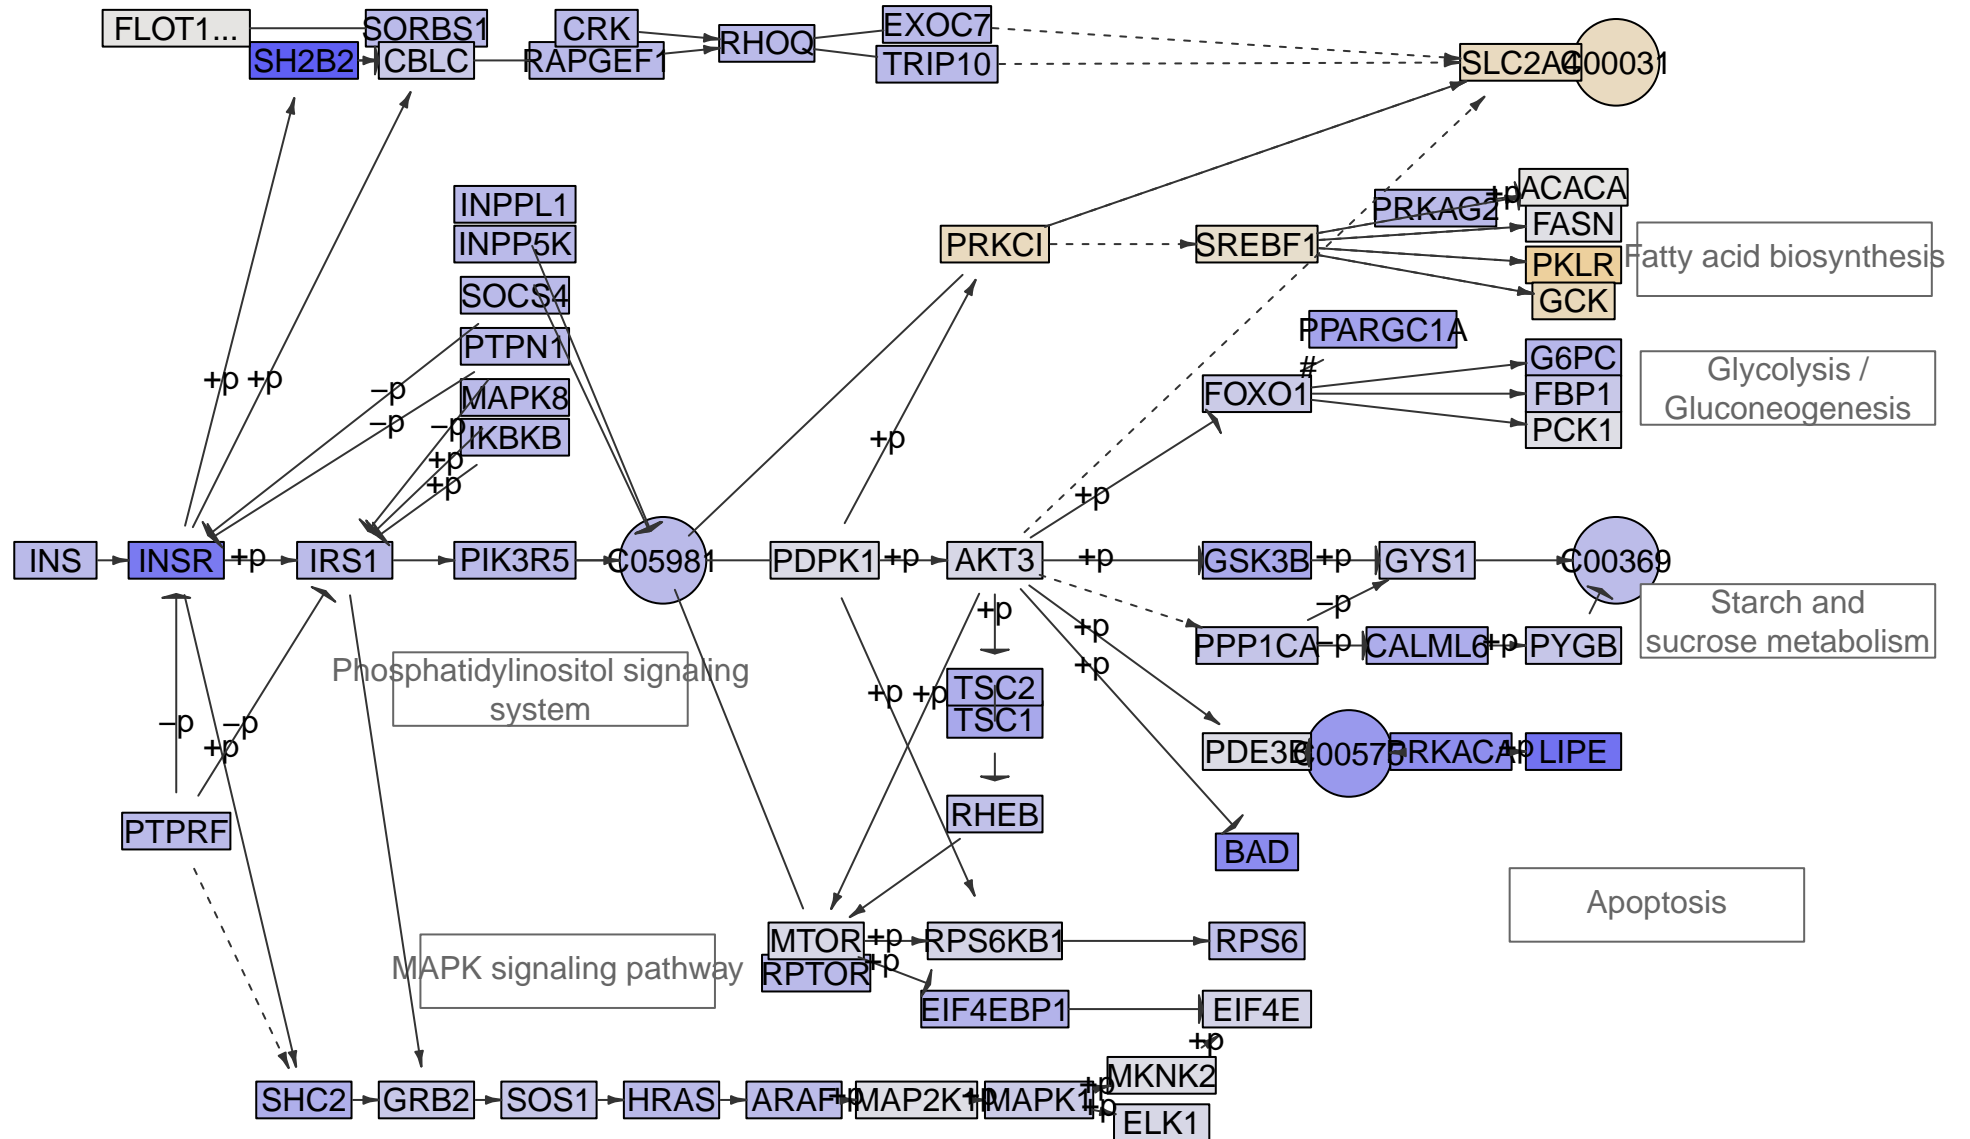 FLOT1...
SORBS1
CRK
EXOC7
RHOQ
SH2B2
CBLC
RAPGEF1
TRIP10
SLC2A4
C00031
INPPL1
INPP5K
SOCS4
PTPN1
MAPK8
IKBKB
PRKCI
SREBF1
PRKAG2
+p
ACACA
FASN
PKLR
GCK
Fatty acid biosynthesis
PPARGC1A
#
FOXO1
G6PC
FBP1
PCK1
Glycolysis /
Gluconeogenesis
+p
+p
−p
−p
−p
+p
+p
+p
+p
INS
INSR
+p
IRS1
PIK3R5
C05981
PDPK1
+p
AKT3
+p
GSK3B
+p
GYS1
C00369
+p
−p
+p
PPP1CA
−p
CALML6
+p
PYGB
Starch and
sucrose metabolism
Phosphatidylinositol signaling
system
+p
+p
+p
TSC2
TSC1
−p
−p
+p
PDE3B
C00575
PRKACA
+p
LIPE
PTPRF
RHEB
BAD
Apoptosis
MAPK signaling pathway
MTOR
+p
RPS6KB1
RPS6
RPTOR
+p
EIF4EBP1
EIF4E
+p
SHC2
GRB2
SOS1
HRAS
ARAF
+p
MAP2K1
+p
MAPK1
+p
+p
MKNK2
ELK1